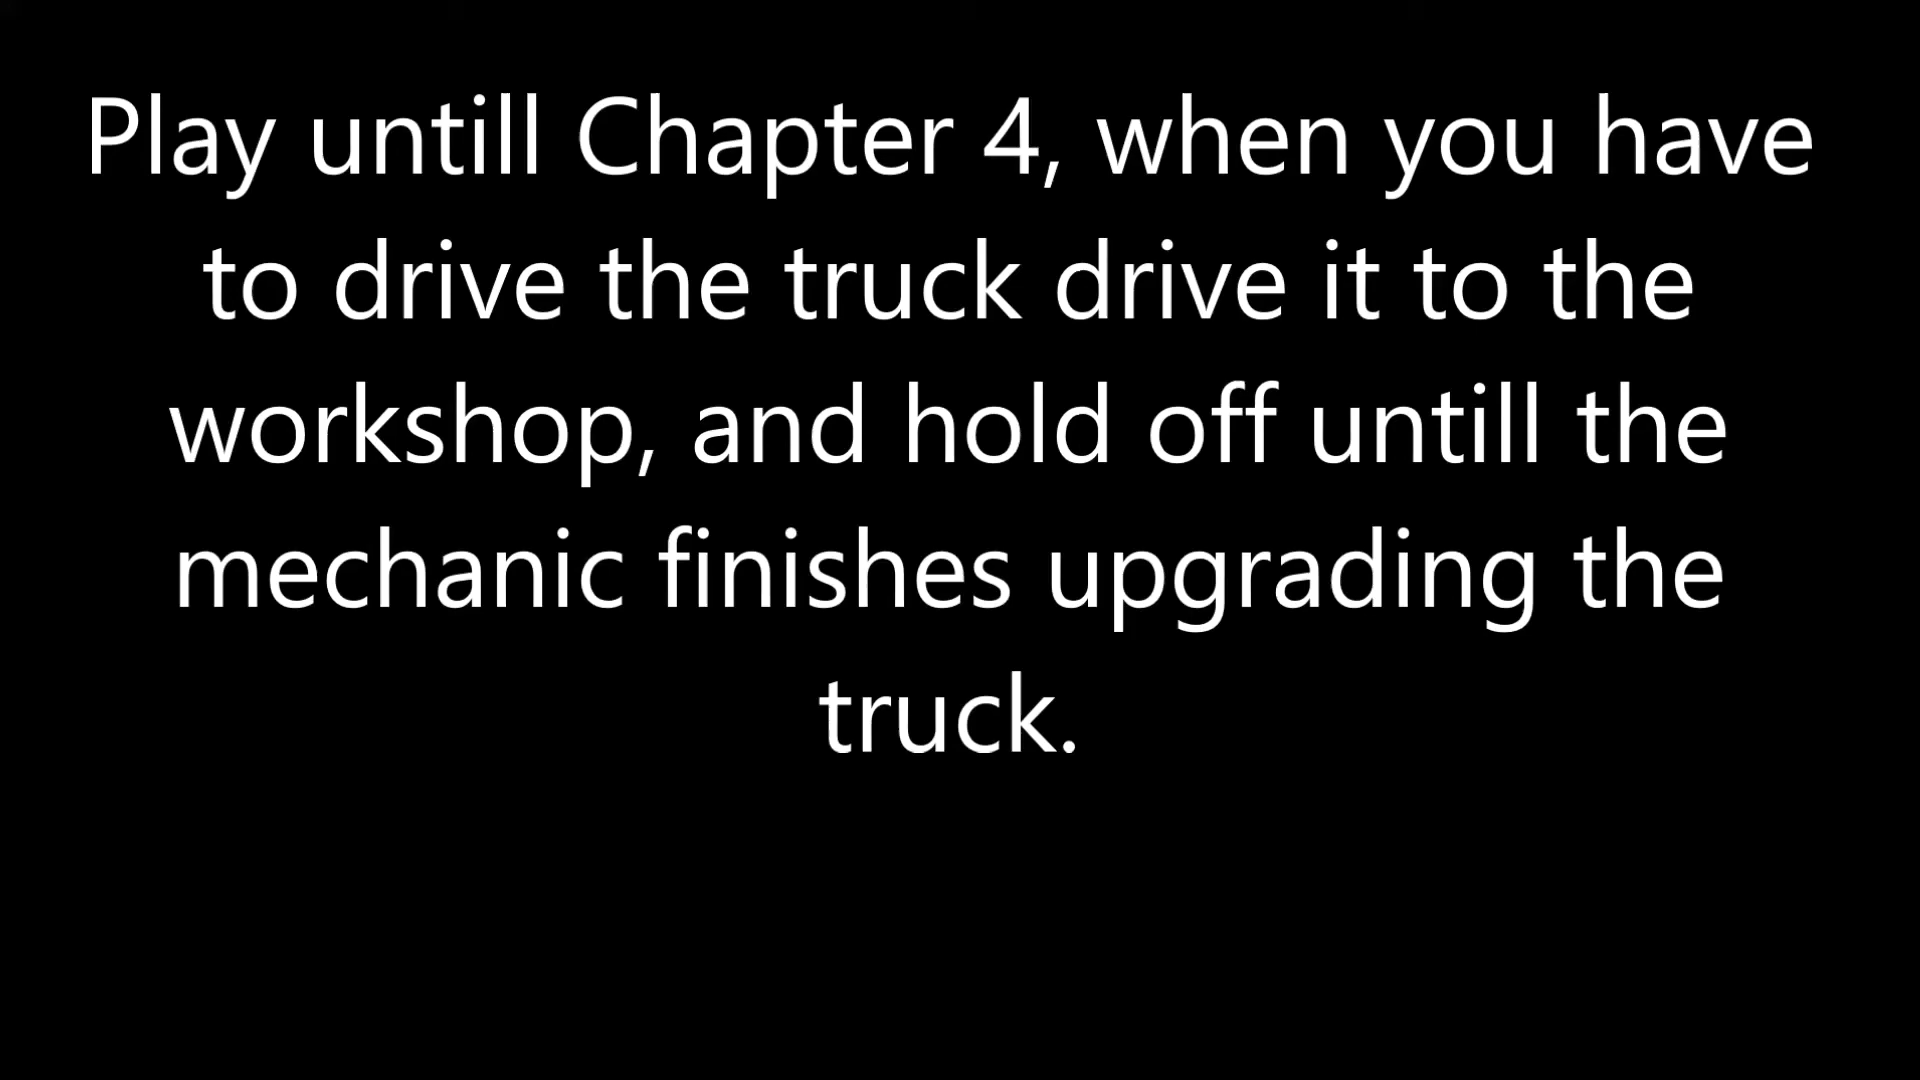 Play untill Chapter 4, when you have
to drive the truck drive it to the
workshop, and hold off untill the
mechanic finishes upgrading the
truck.